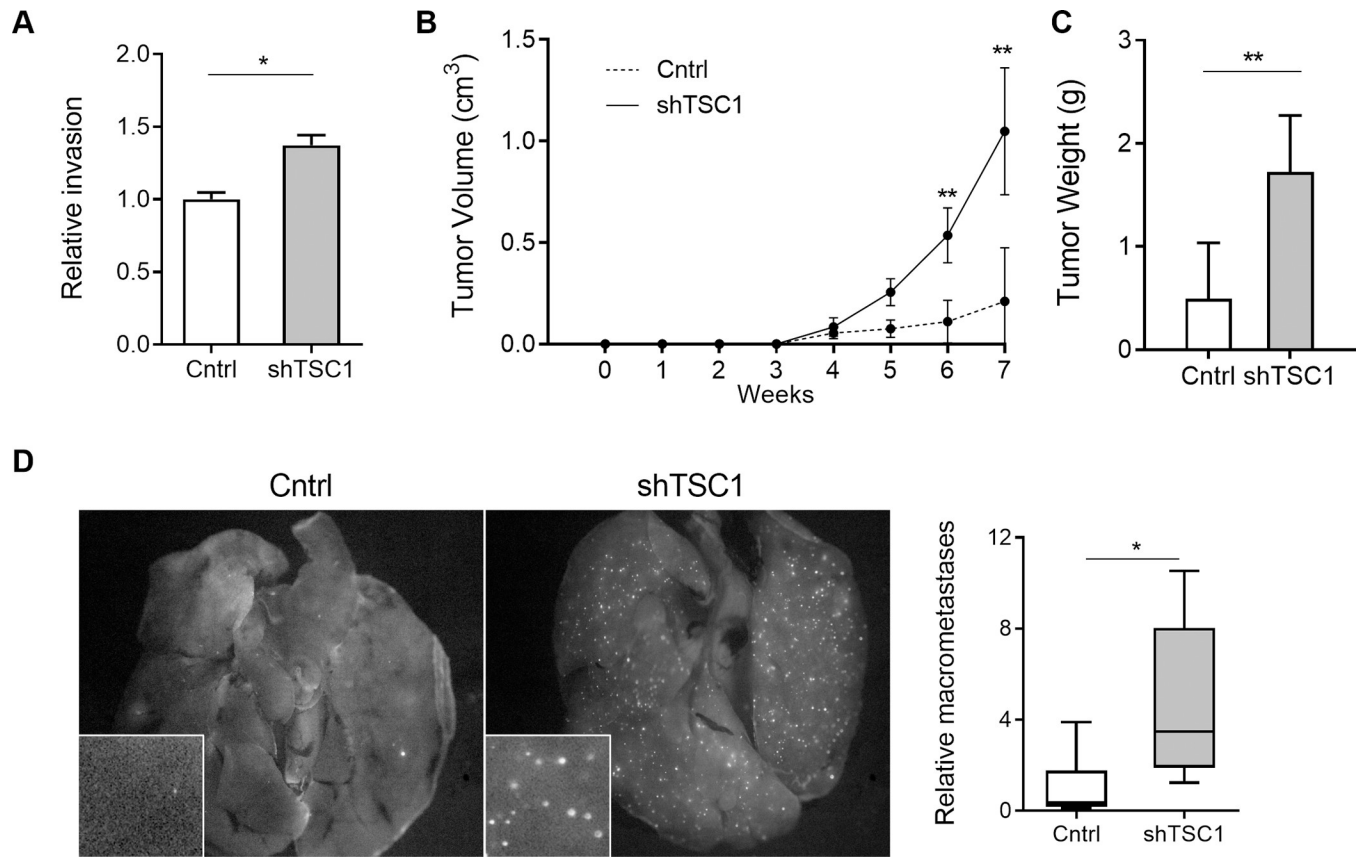 A
Relative invasion
2.0
1.5
1.0
0.5
0.0
*
Cntrl shTSC1
B
Tumor Volume (cm³)
1.5
1.0
0.5
0.0
Cntrl
shTSC1
**
**
0 1 2 3 4 5 6 7
Weeks
C
Tumor Weight (g)
3
2
1
0
**
Cntrl shTSC1
D
Cntrl
shTSC1
Relative macrometastases
12
8
4
0
*
Cntrl shTSC1